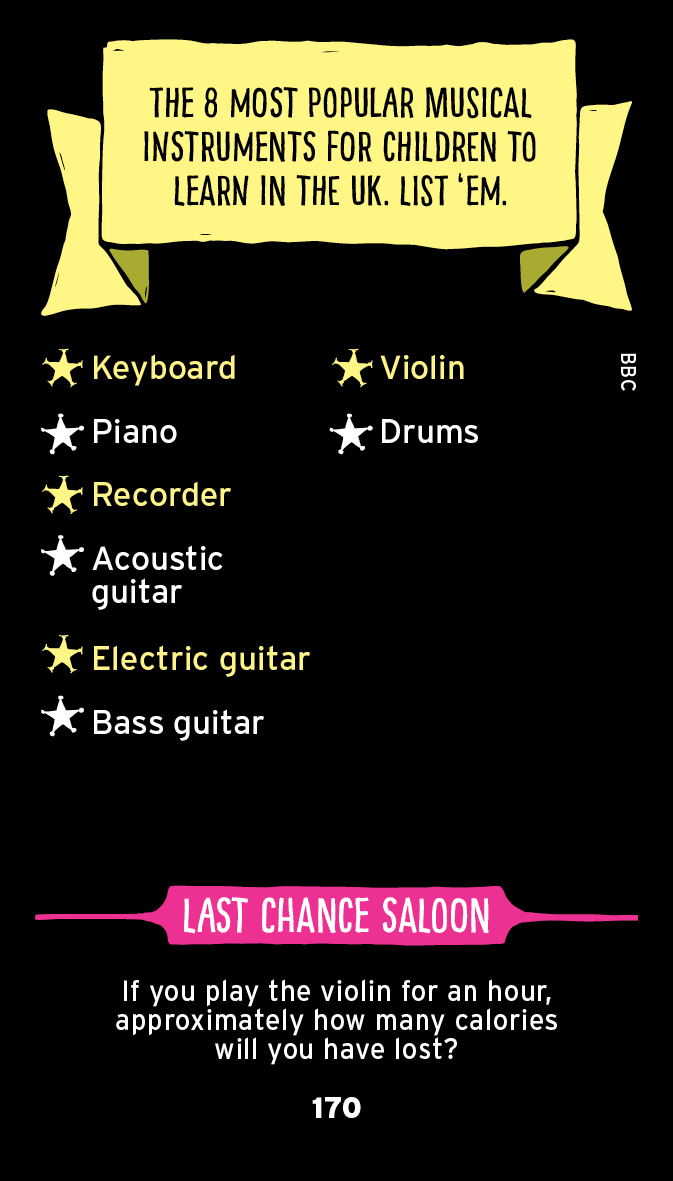 THE 8 MOST POPULAR MUSICAL
INSTRUMENTS FOR CHILDREN TO
LEARN IN THE UK. LIST ‘EM.
Keyboard
Piano
Recorder
Acoustic
guitar
Electric guitar
Bass guitar
Violin
Drums
BBC
LAST CHANCE SALOON
If you play the violin for an hour,
approximately how many calories
will you have lost?
170